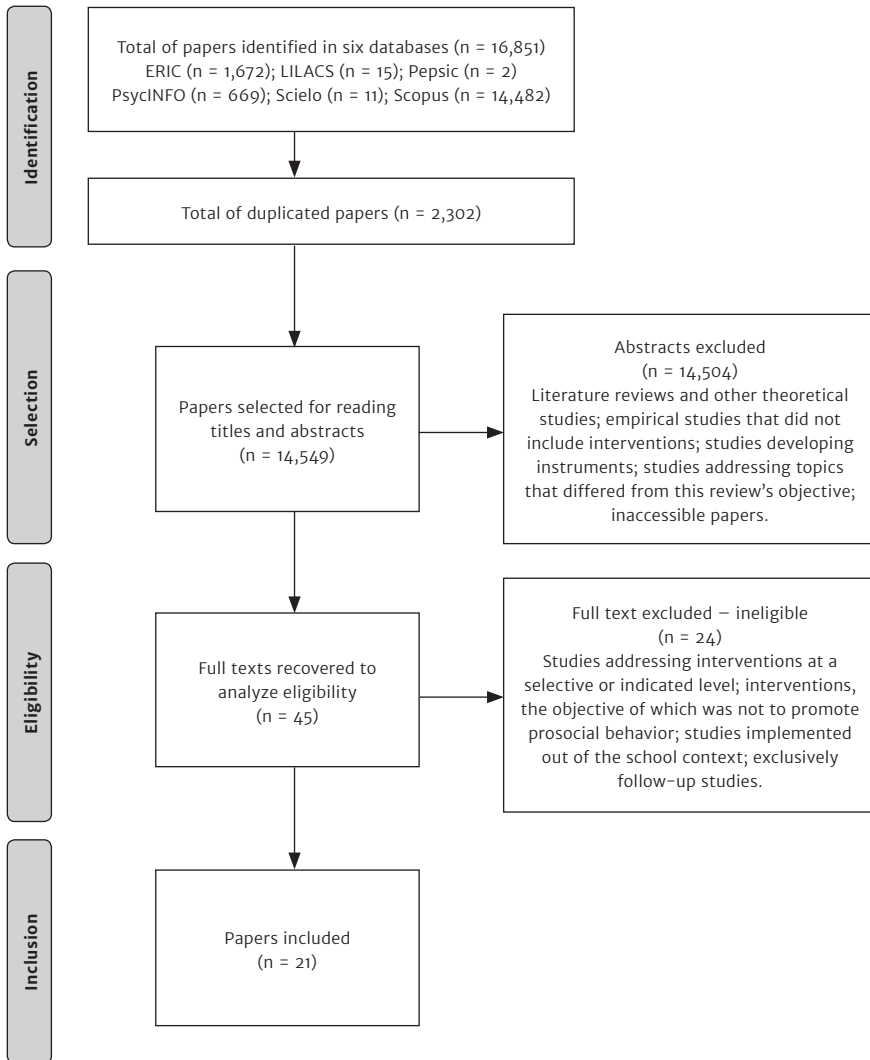 Identification
Total of papers identified in six databases (n = 16,851)
ERIC (n = 1,672); LILACS (n = 15); Pepsic (n = 2)
PsycINFO (n = 669); Scielo (n = 11); Scopus (n = 14,482)
Total of duplicated papers (n = 2,302)
Selection
Papers selected for reading
titles and abstracts
(n = 14,549)
Abstracts excluded
(n = 14,504)
Literature reviews and other theoretical
studies; empirical studies that did not
include interventions; studies developing
instruments; studies addressing topics
that differed from this review’s objective;
inaccessible papers.
Eligibility
Full texts recovered to
analyze eligibility
(n = 45)
Full text excluded – ineligible
(n = 24)
Studies addressing interventions at a
selective or indicated level; interventions,
the objective of which was not to promote
prosocial behavior; studies implemented
out of the school context; exclusively
follow-up studies.
Inclusion
Papers included
(n = 21)